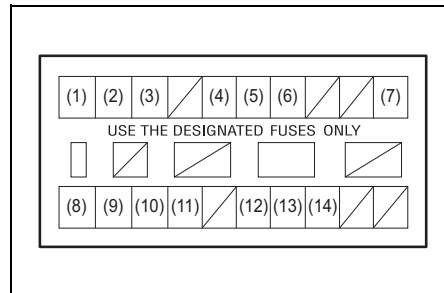 (1) (2) (3) (4) (5) (6) (7)
USE THE DESIGNATED FUSES ONLY
(8) (9) (10) (11) (12) (13) (14)